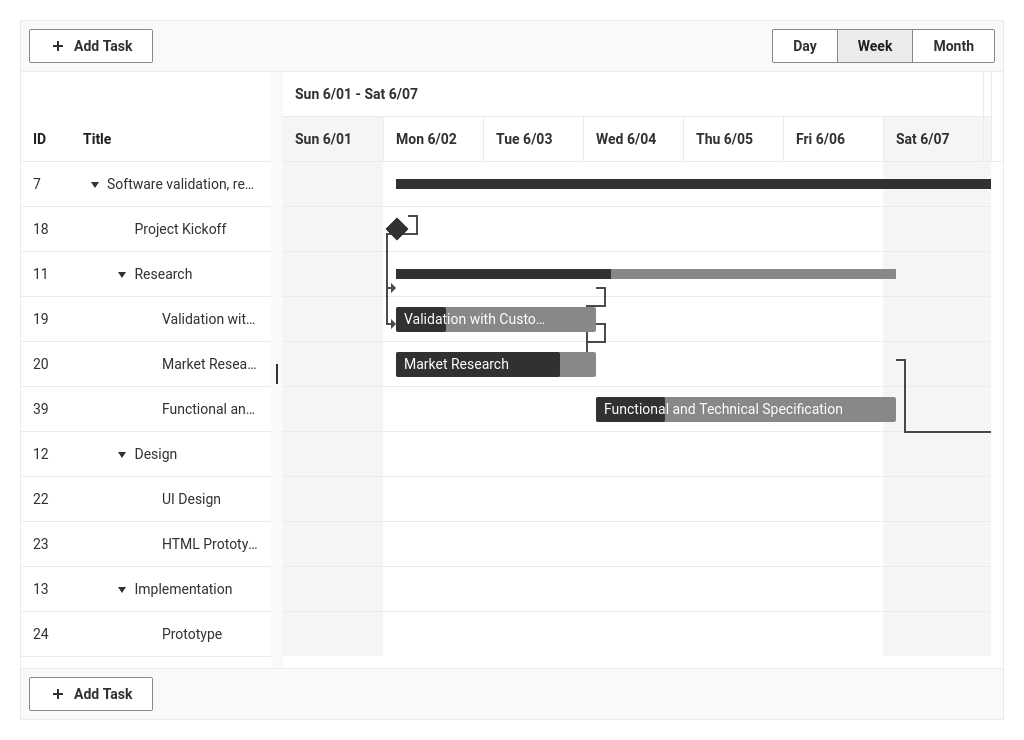 Add Task
Day Week Month
Sun 6/01 - Sat 6/07
ID Title Sun 6/01 Mon 6/02 Tue 6/03 Wed 6/04 Thu 6/05 Fri 6/06 Sat 6/07
7 Software validation, re…
18 Project Kickoff
11 Research
19 Validation wit… Validation with Custo…
20 Market Resea… Market Research
39 Functional an… Functional and Technical Specification
12 Design
22 UI Design
23 HTML Prototy…
13 Implementation
24 Prototype
Add Task